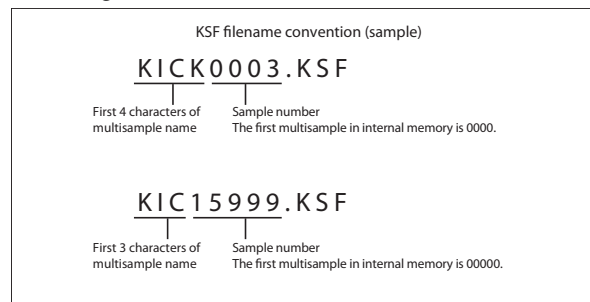 KSF filename convention (sample)
KICK0003.KSF
First 4 characters of
multisample name
Sample number
The first multisample in internal memory is 0000.
KIC15999.KSF
First 3 characters of
multisample name
Sample number
The first multisample in internal memory is 00000.